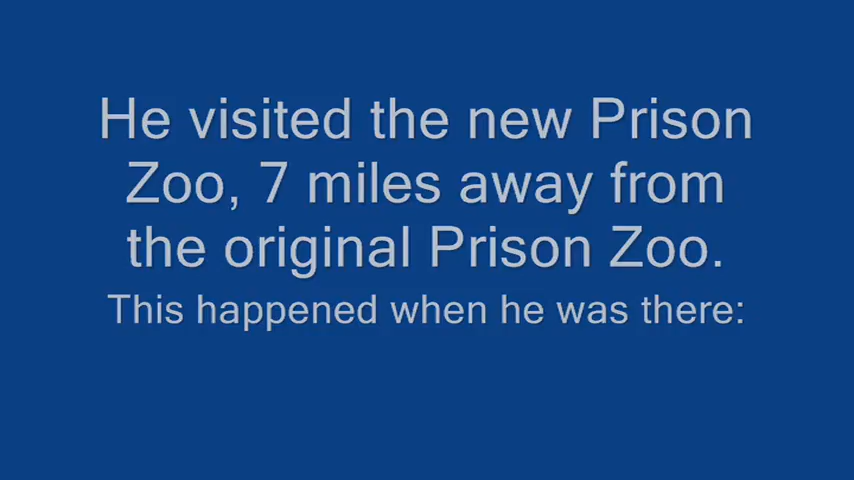 He visited the new Prison
Zoo, 7 miles away from
the original Prison Zoo.
This happened when he was there: